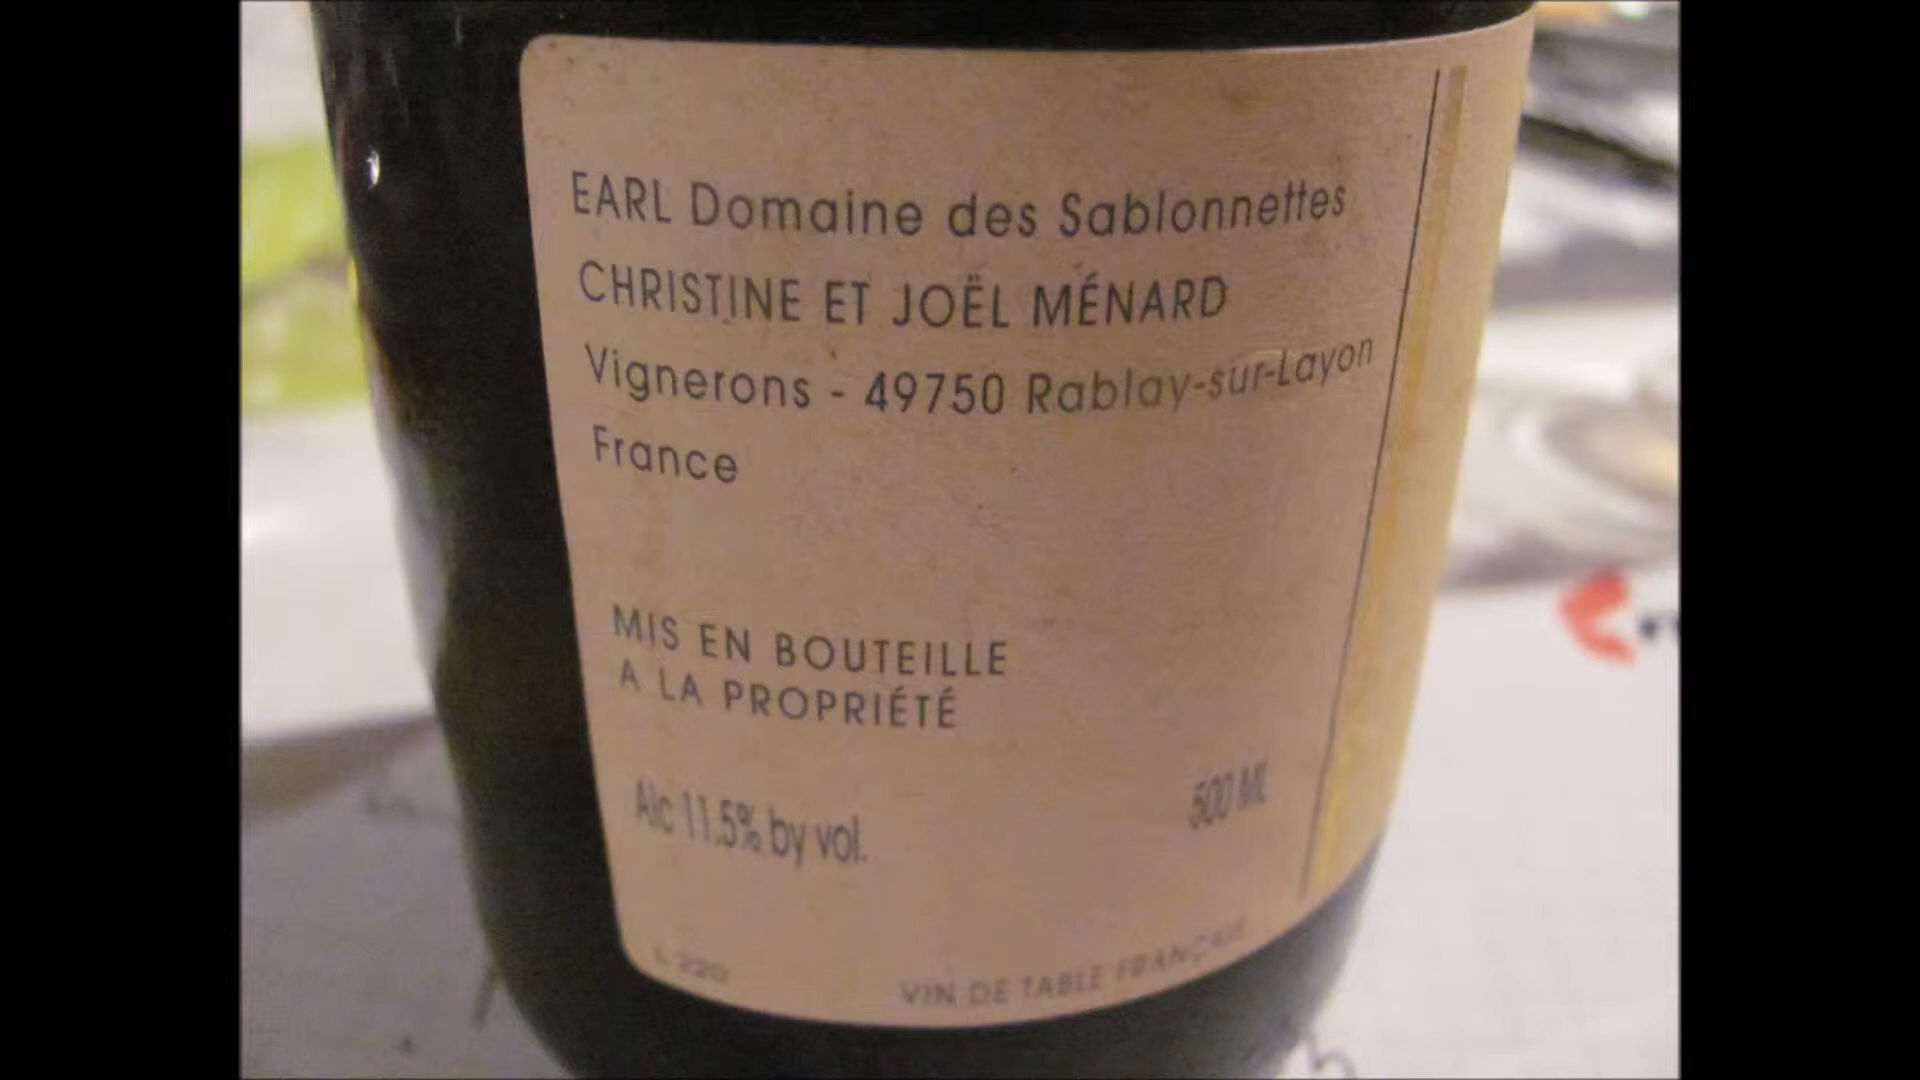 EARL Domaine des Sablonnettes
CHRISTINE ET JOËL MÉNARD
Vignerons - 49750 Rablay-sur-Layon
France
MIS EN BOUTEILLE
A LA PROPRIÉTÉ
Alc 11.5% by vol.
500 ML
VIN DE TABLE FRANÇAIS